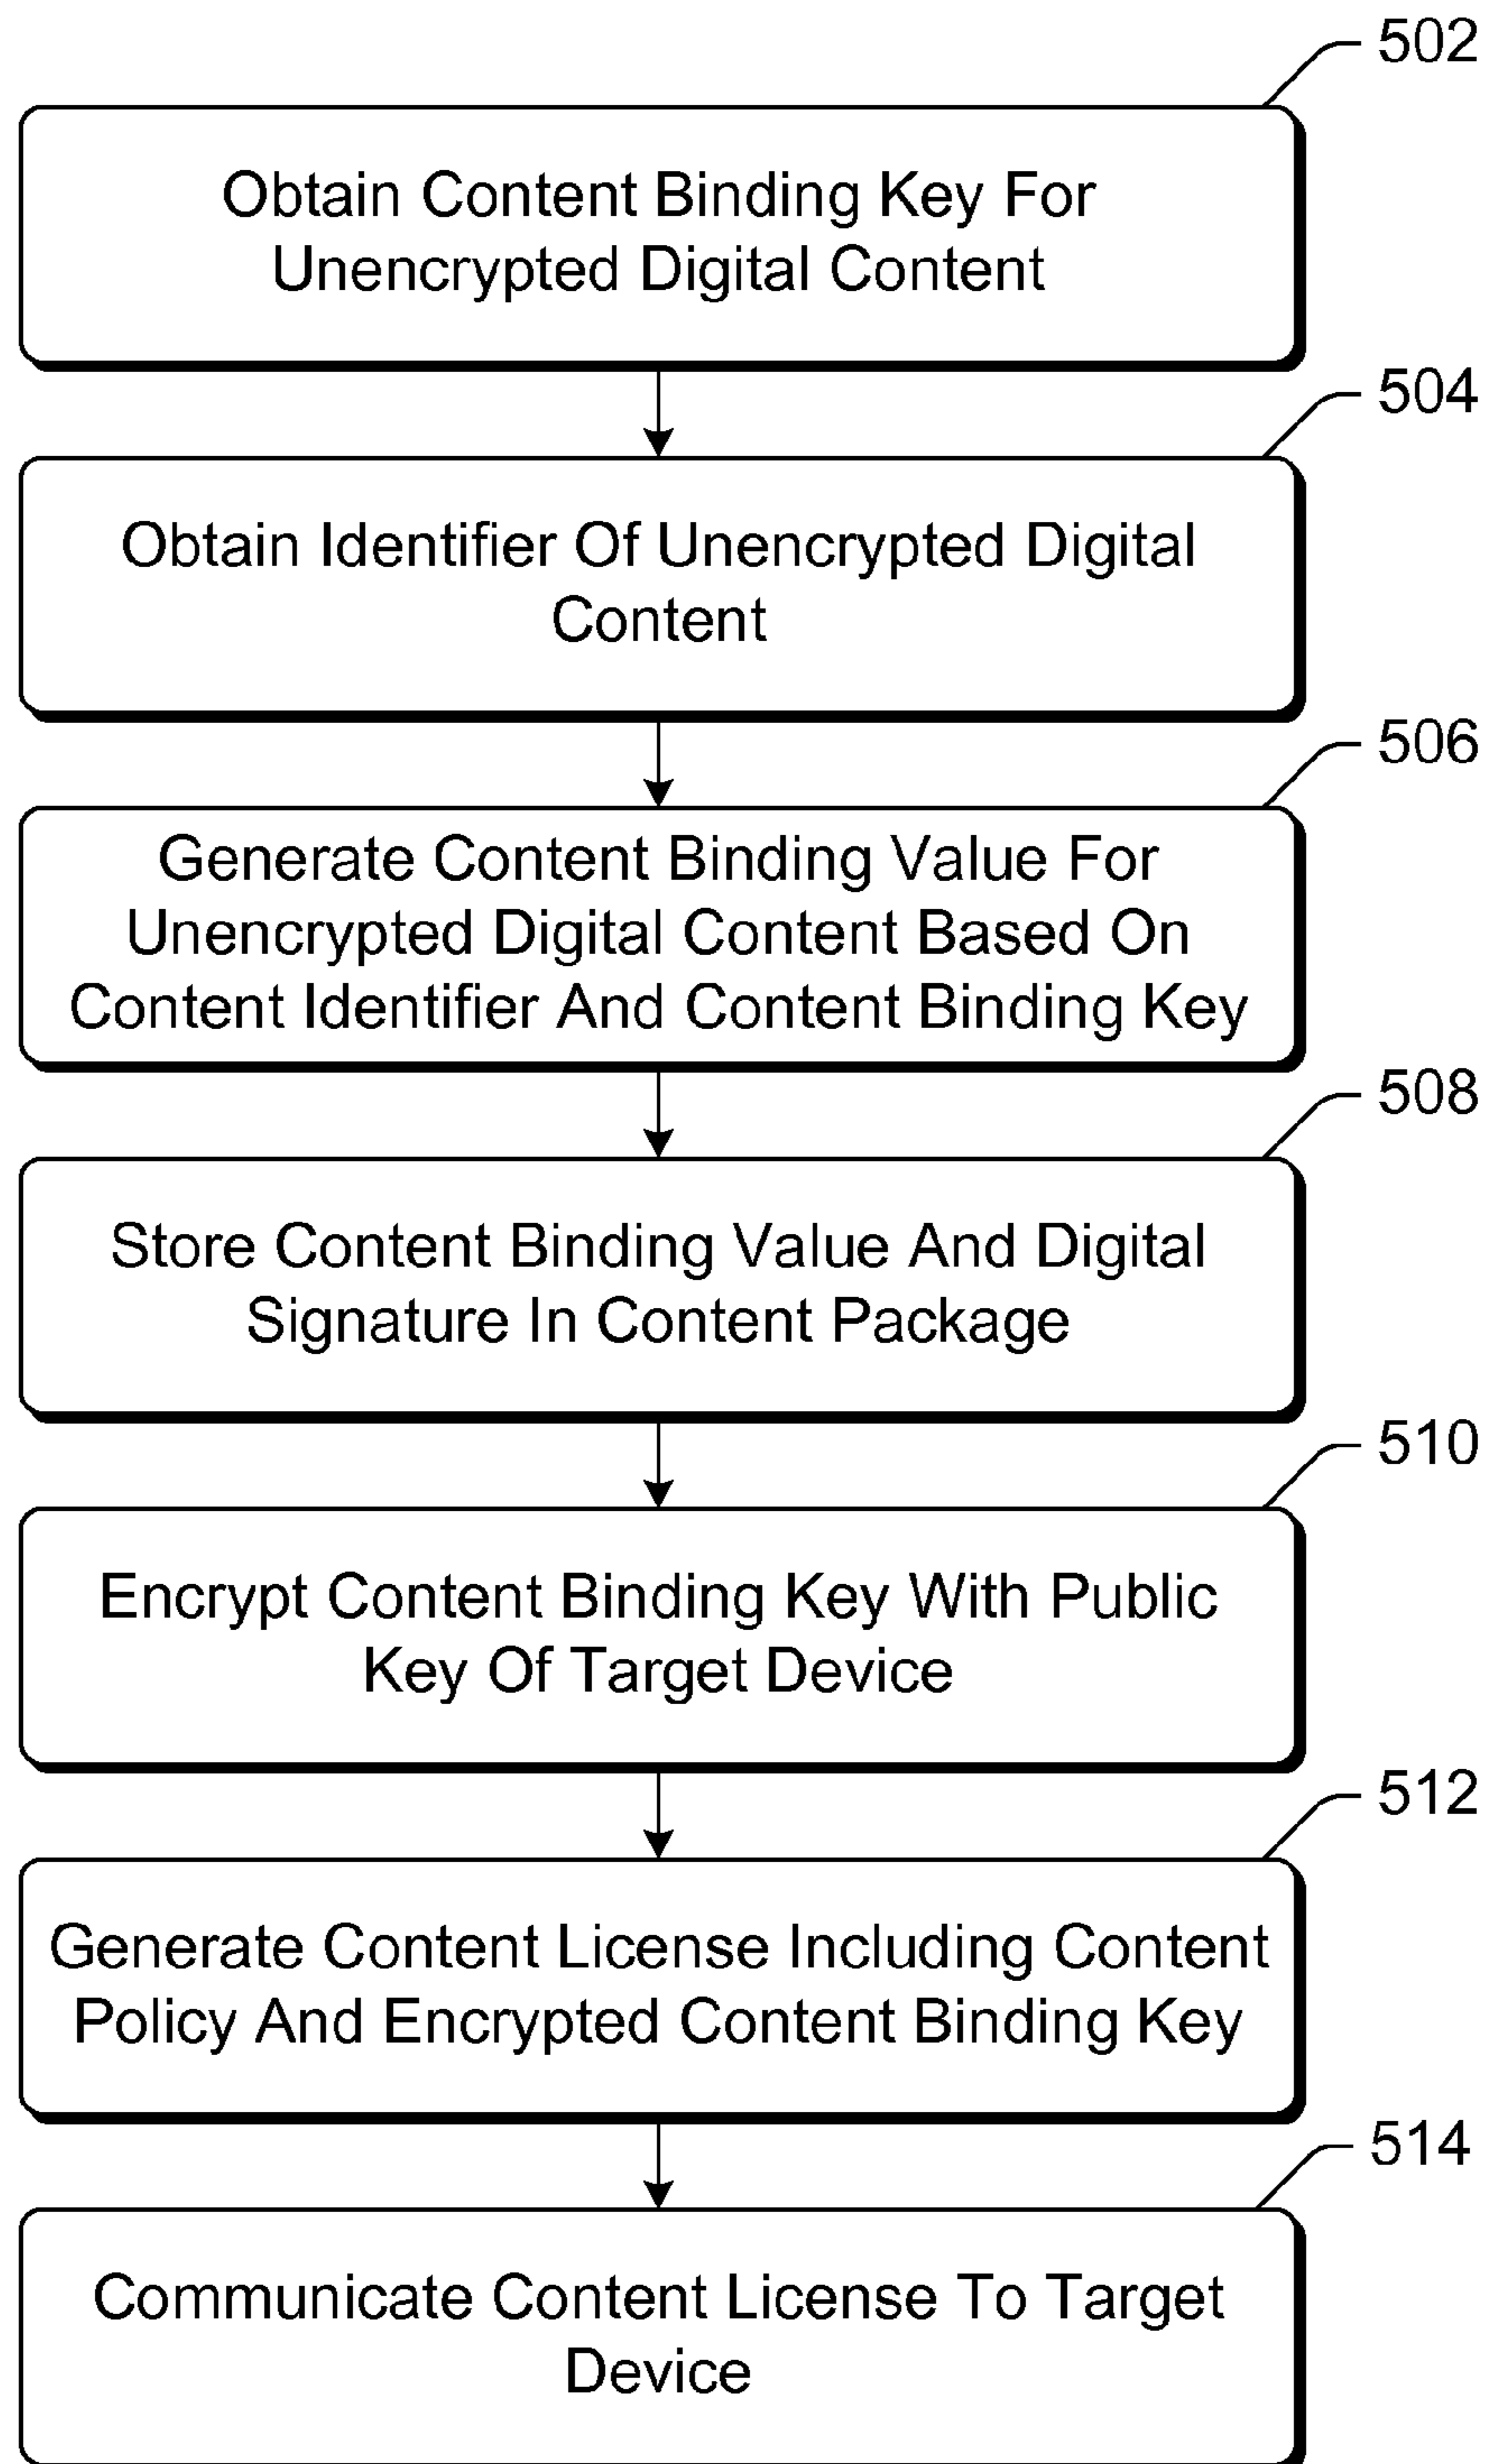 502
Obtain Content Binding Key For
Unencrypted Digital Content
504
Obtain Identifier Of Unencrypted Digital
Content
506
Generate Content Binding Value For
Unencrypted Digital Content Based On
Content Identifier And Content Binding Key
508
Store Content Binding Value And Digital
Signature In Content Package
510
Encrypt Content Binding Key With Public
Key Of Target Device
512
Generate Content License Including Content
Policy And Encrypted Content Binding Key
514
Communicate Content License To Target
Device